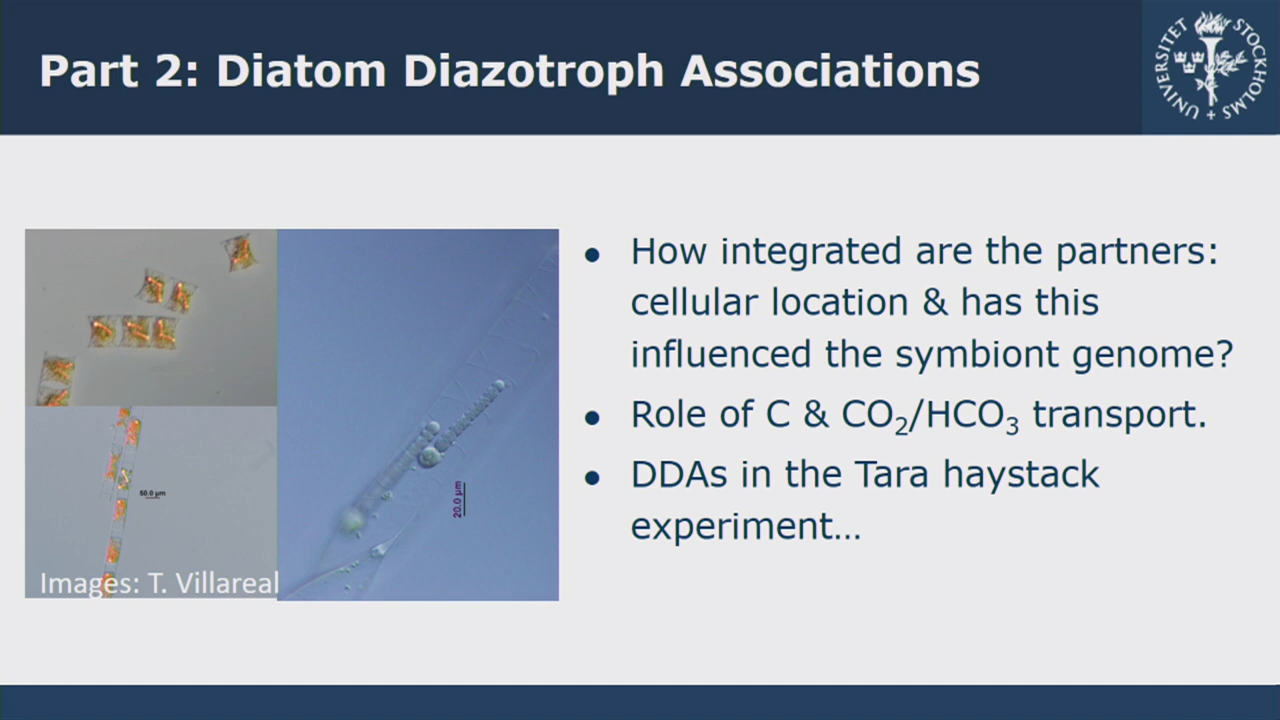 Part 2: Diatom Diazotroph Associations
STOCKHOLMS
UNIVERSITET
50.0 µm
20.0 µm
Images: T. Villareal
● How integrated are the partners:
cellular location & has this
influenced the symbiont genome?
● Role of C & CO₂/HCO₃ transport.
● DDAs in the Tara haystack
experiment…